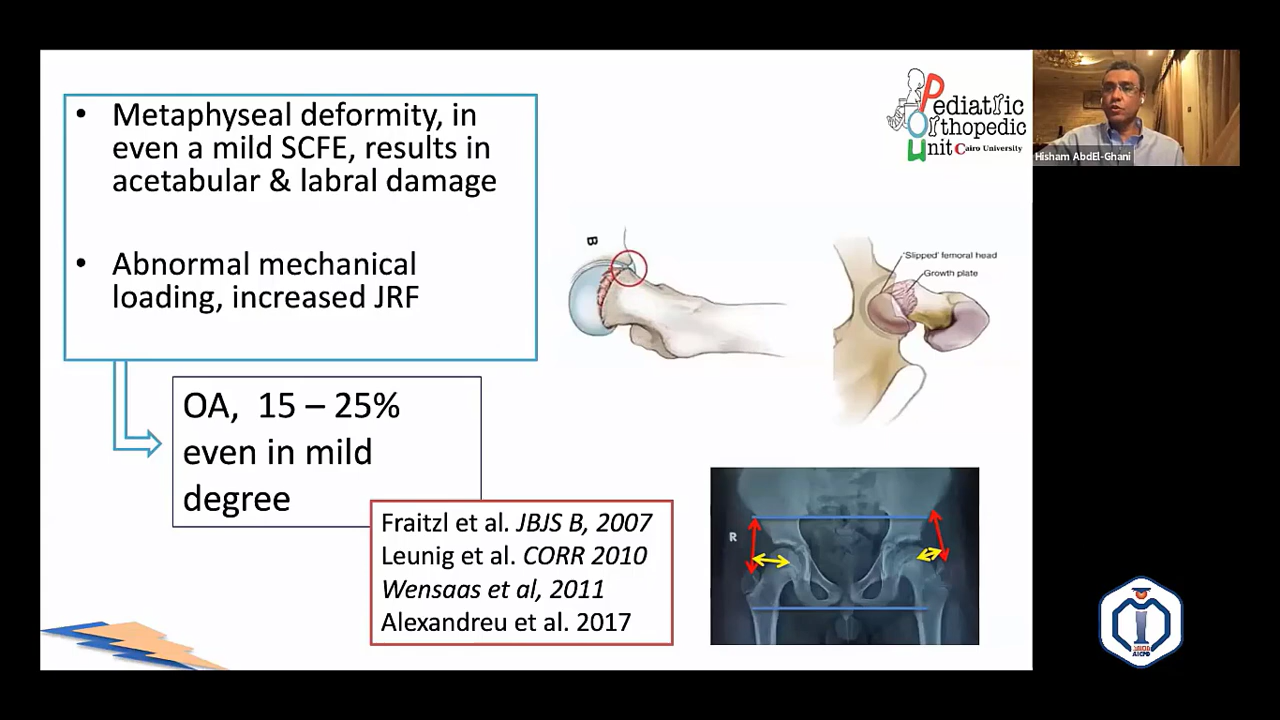 • Metaphyseal deformity, in
even a mild SCFE, results in
acetabular & labral damage
• Abnormal mechanical
loading, increased JRF
OA, 15 – 25%
even in mild
degree
Fraitzl et al. JBJS B, 2007
Leunig et al. CORR 2010
Wensaas et al, 2011
Alexandreu et al. 2017
B
'Slipped' femoral head
Growth plate
R
Pediatric
Orthopedic
Unit Cairo University
Hisham AbdEl-Ghani
AICPD